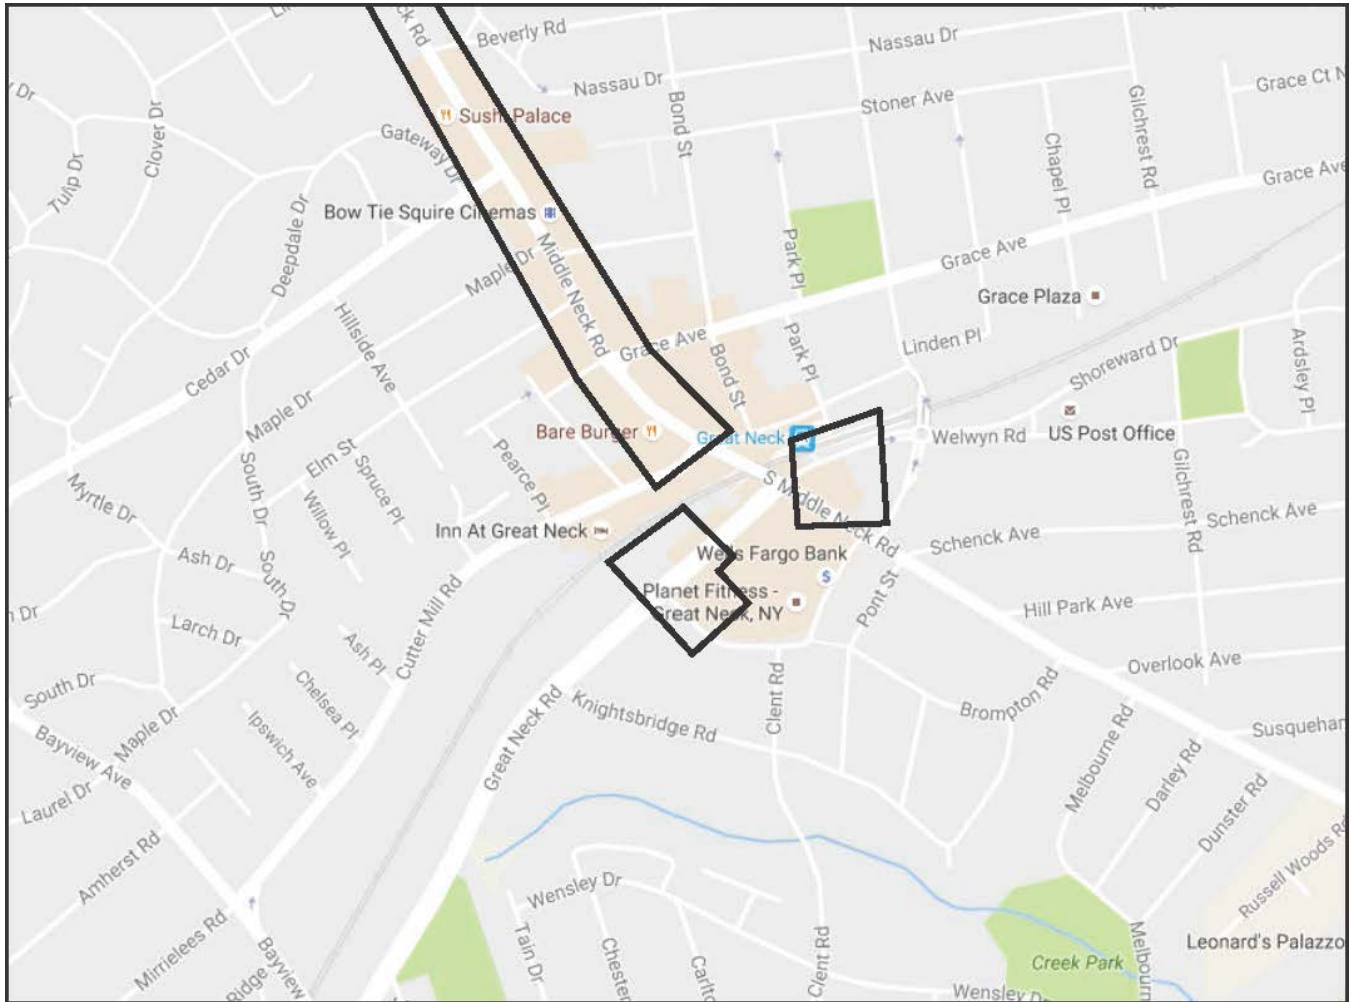 ck Rd
Beverly Rd
Nassau Dr
Nassau Dr
Grace Ct N
Stoner Ave
Bond St
Gilchrest Rd
Clover Dr
Sushi Palace
Gateway Dr
Chapel Pl
Tulip Dr
Grace Ave
Bow Tie Squire Cinemas
Deepdale Dr
Middle Neck Rd
Park Pl
Grace Ave
Maple Dr
Grace Plaza
Hillside Ave
Grace Ave
Bond St
Park Pl
Linden Pl
Shoreward Dr
Ardsley Pl
Cedar Dr
Maple Dr
Bare Burger
Great Neck
Welwyn Rd
US Post Office
Elm St
Spruce Pl
Pearce Pl
South Dr
Myrtle Dr
Willow Pl
S Middle Neck Rd
Gilchrest Rd
Schenck Ave
Inn At Great Neck
Schenck Ave
Wells Fargo Bank
Ash Dr
South Dr
Planet Fitness -
Great Neck, NY
Pont St
Hill Park Ave
Larch Dr
Ash Pl
Cutter Mill Rd
Overlook Ave
South Dr
Chelsea Pl
Clent Rd
Brompton Rd
Maple Dr
Ipswich Ave
Great Neck Rd
Knightsbridge Rd
Susquehan
Bayview Ave
Melbourne Rd
Darley Rd
Laurel Dr
Dunster Rd
Amherst Rd
Wensley Dr
Russell Woods Rd
Mirrielees Rd
Tain Dr
Chester
Carlto
Clent Rd
Melbourn
Leonard's Palazzo
Bayview
Ridge
Creek Park
Wensley Dr